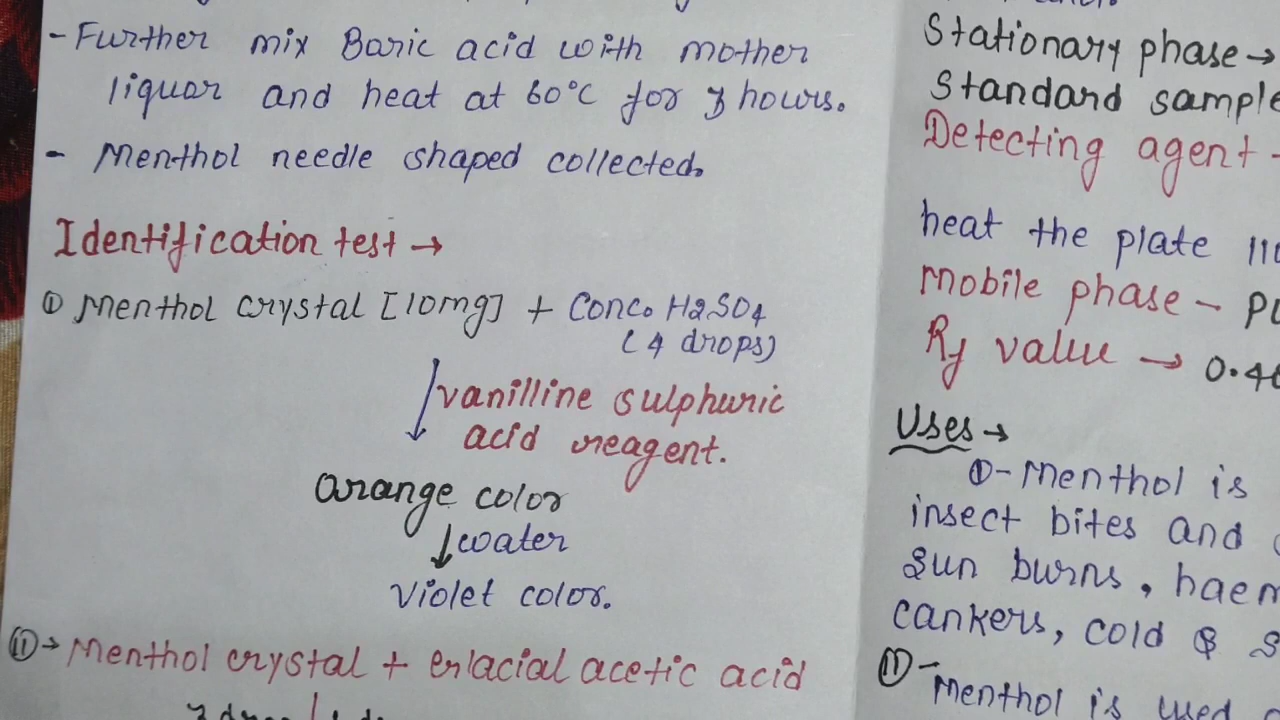 - Further mix Baric acid with mother
liquor and heat at 60°C for 3 hours.
- Menthol needle shaped collected.
Identification test →
① Menthol crystal [10mg] + Conc. H2SO4
(4 drops)
↓ vanilline sulphuric
acid reagent.
orange color
↓ water
Violet color.
⑪→ Menthol crystal + Glacial acetic acid
Stationary phase →
Standard sample
Detecting agent -
heat the plate 110
Mobile phase -
Rf value → 0.4
Uses →
①- Menthol is
insect bites and
Sun burns, haem
cankers, cold &
⑪-
Menthol is used